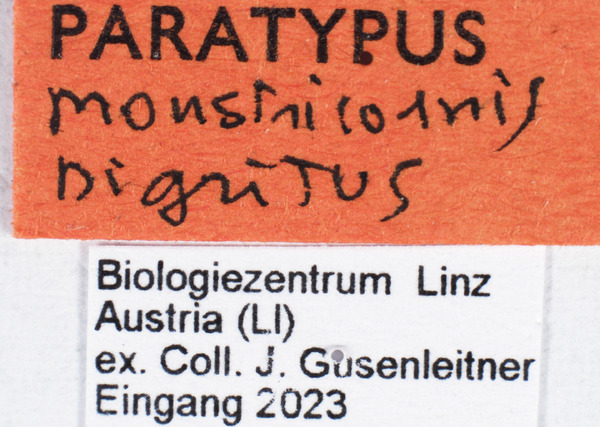 PARATYPUS
monstricornis
nigritus
Biologiezentrum Linz
Austria (LI)
ex. Coll. J. Gusenleitner
Eingang 2023